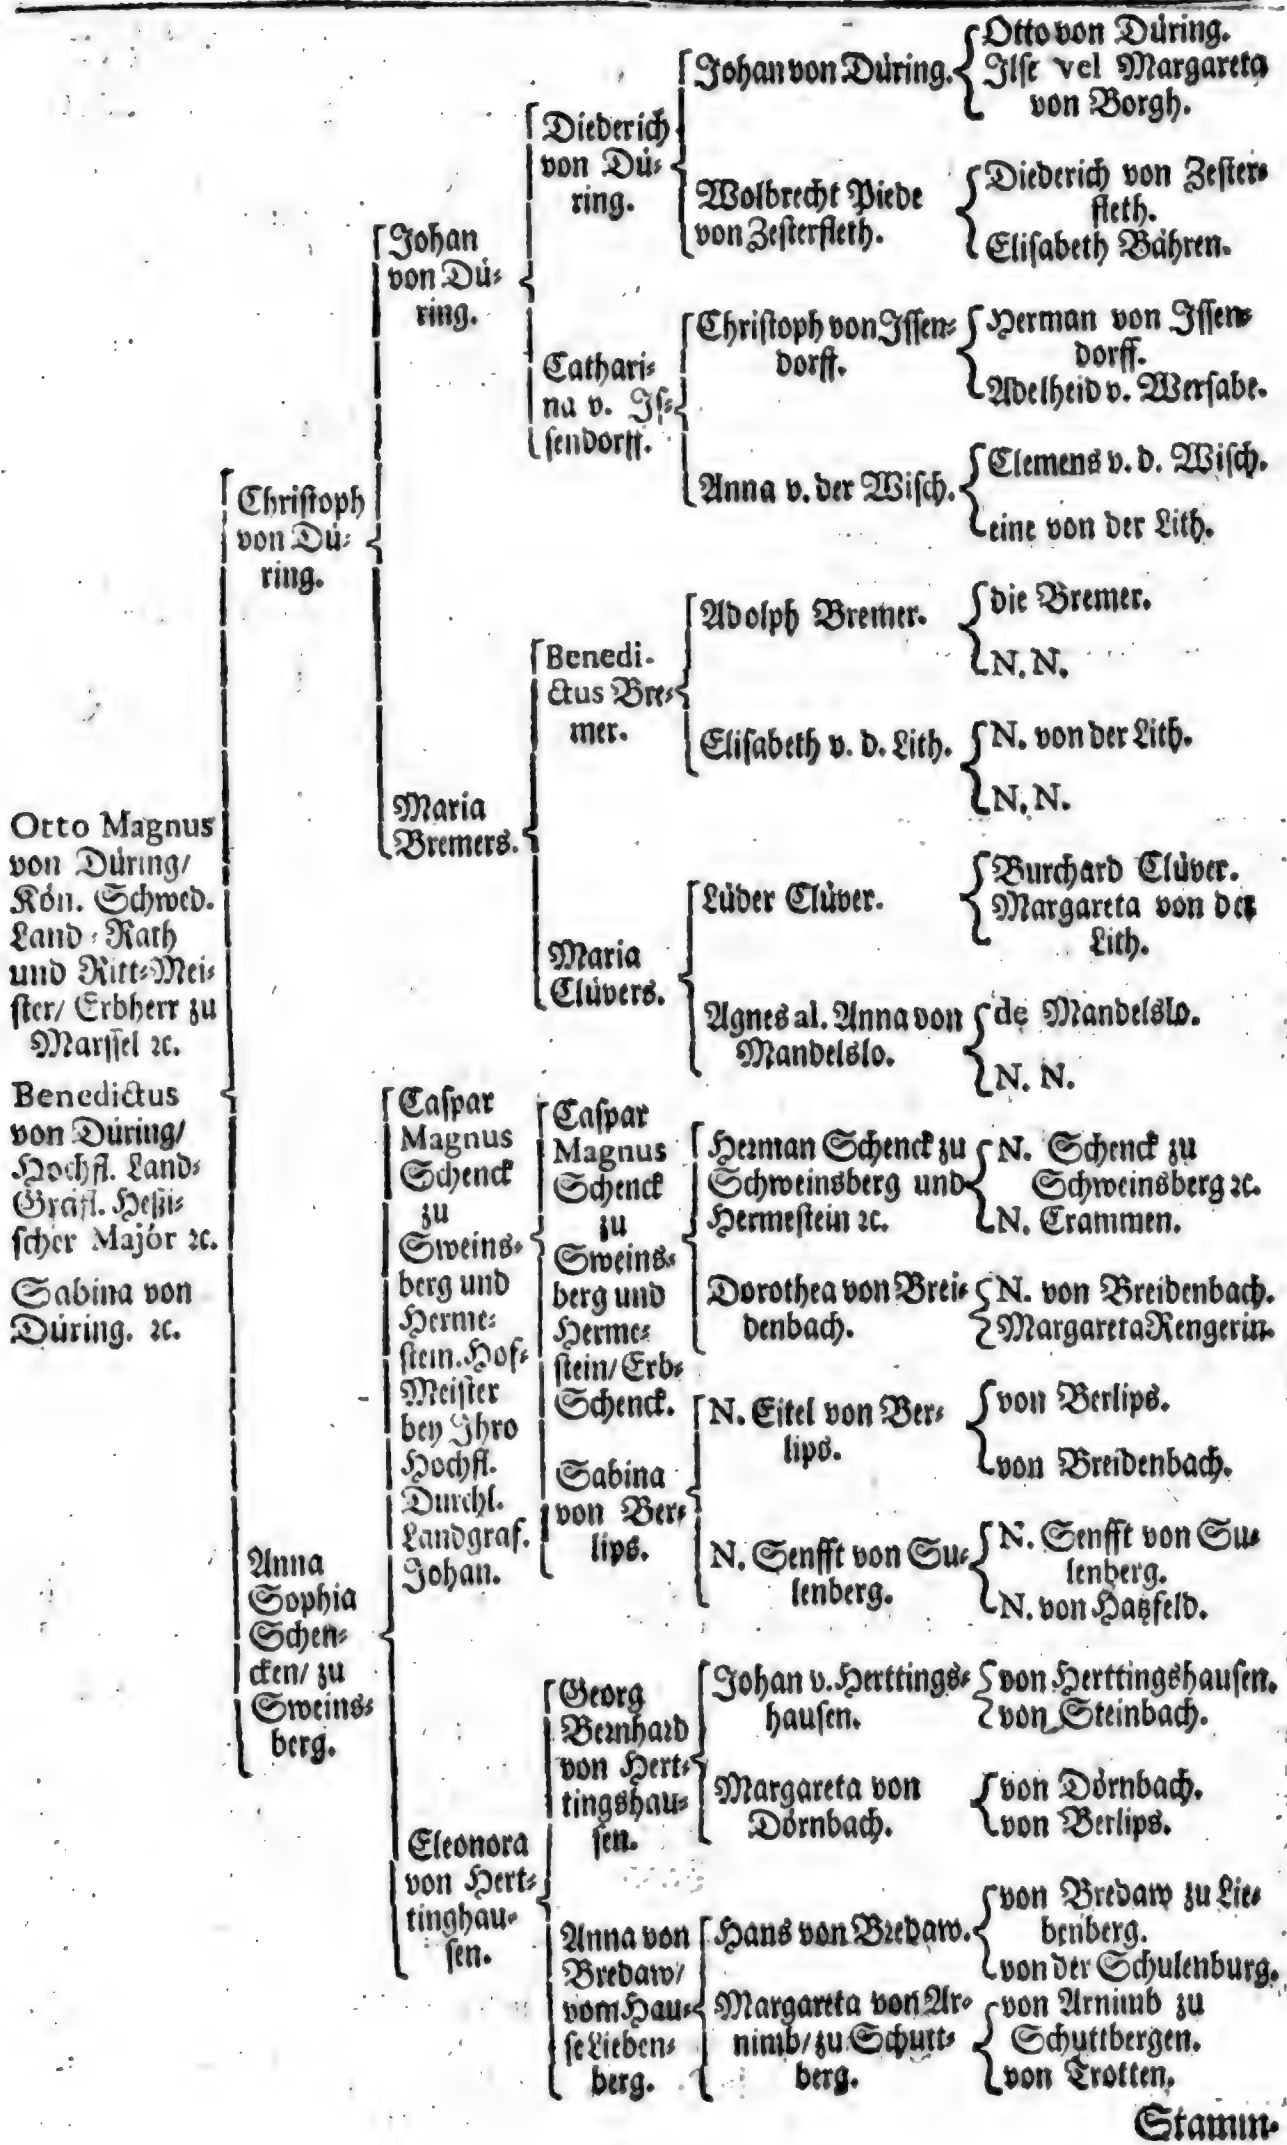 Otto Magnus
von Düring/
Kön. Schwed.
Land-Rath
und Ritt-Mei-
ster/ Erbherr zu
Marssel ꝛc.
Benedictus
von Düring/
Hochfl. Land-
Gräfl. Heßi-
scher Major ꝛc.
Sabina von
Düring. ꝛc.
Christoph
von Dü-
ring.
Anna
Sophia
Schen-
cken/ zu
Sweins-
berg.
Johan
von Dü-
ring.
Maria
Bremers.
Caspar
Magnus
Schenck
zu
Sweins-
berg und
Herme-
stein. Hof-
Meister
bey Ihro
Hochfl.
Durchl.
Landgraf.
Johan.
Eleonora
von Hert-
tinghau-
sen.
Diederich
von Dü-
ring.
Cathari-
na v. Is-
sendorff.
Benedi-
ctus Bre-
mer.
Maria
Clüvers.
Caspar
Magnus
Schenck
zu
Sweins-
berg und
Herme-
stein/ Erb-
Schenck.
Sabina
von Ber-
lips.
Georg
Bernhard
von Hert-
tingshau-
sen.
Anna von
Bredaw/
vom Hau-
se Lieben-
berg.
Johan von Düring.
Wolbrecht Piede
von Zesterfleth.
Christoph von Issen-
dorff.
Anna v. der Wisch.
Adolph Bremer.
Elisabeth v. d. Lith.
Lüder Clüver.
Agnes al. Anna von
Mandelslo.
Herman Schenck zu
Schweinsberg und
Hermestein ꝛc.
Dorothea von Brei-
denbach.
N. Eitel von Ber-
lips.
N. Senfft von Su-
lenberg.
Johan v. Herttings-
hausen.
Margareta von
Dörnbach.
Hans von Bredaw.
Margareta von Ar-
nimb/ zu Schutt-
berg.
Otto von Düring.
Ilse vel Margareta
von Borgh.
Diederich von Zester-
fleth.
Elisabeth Bähren.
Herman von Issen-
dorff.
Adelheid v. Wersabe.
Clemens v. d. Wisch.
eine von der Lith.
die Bremer.
N. N.
N. von der Lith.
N. N.
Burchard Clüver.
Margareta von der
Lith.
de Mandelslo.
N. N.
N. Schenck zu
Schweinsberg ꝛc.
N. Crammen.
N. von Breidenbach.
Margareta Rengerin.
von Berlips.
von Breidenbach.
N. Senfft von Su-
lenberg.
N. von Hatzfeld.
von Herttingshausen.
von Steinbach.
von Dörnbach.
von Berlips.
von Bredaw zu Lie-
benberg.
von der Schulenburg.
von Arnimb zu
Schuttbergen.
von Trotten.
Stamm-